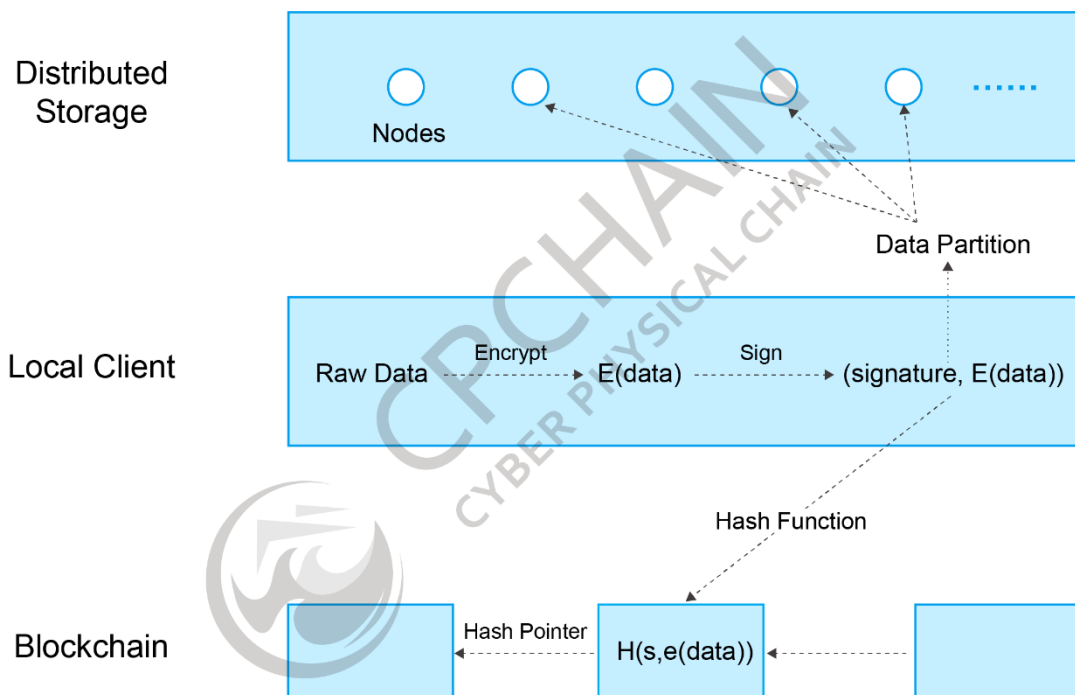 Distributed
Storage
Nodes
......
Data Partition
Local Client
Raw Data
Encrypt
E(data)
Sign
(signature, E(data))
Hash Function
Blockchain
Hash Pointer
H(s,e(data))
CPCHAIN
CYBER PHYSICAL CHAIN